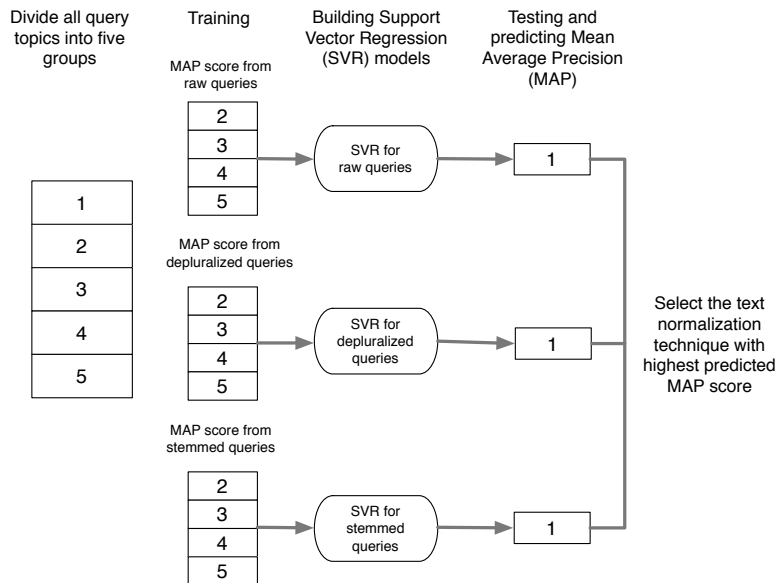 Divide all query
topics into five
groups
Training
Building Support
Vector Regression
(SVR) models
Testing and
predicting Mean
Average Precision
(MAP)
1
2
3
4
5
MAP score from
raw queries
2
3
4
5
SVR for
raw queries
1
MAP score from
depluralized queries
2
3
4
5
SVR for
depluralized
queries
1
MAP score from
stemmed queries
2
3
4
5
SVR for
stemmed
queries
1
Select the text
normalization
technique with
highest predicted
MAP score